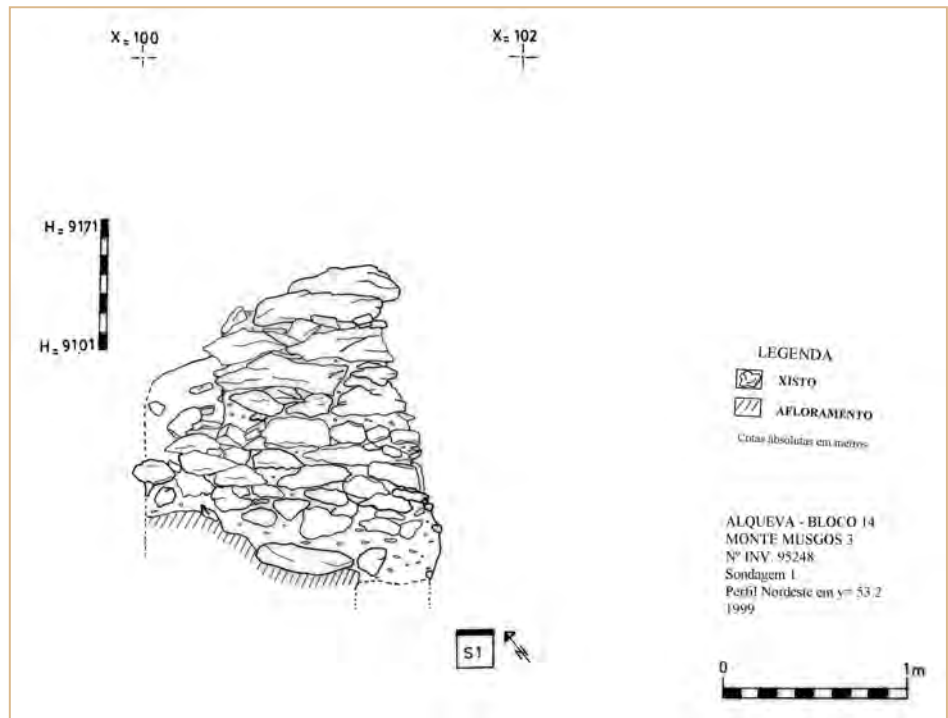 X= 100
X= 102
H= 9171
H= 9101
LEGENDA
XISTO
AFLORAMENTO
Cotas absolutas em metros
ALQUEVA - BLOCO 14
MONTE MUSGOS 3
Nº INV. 95248
Sondagem 1
Perfil Nordeste em y= 53.2
1999
S1
N
0 1m